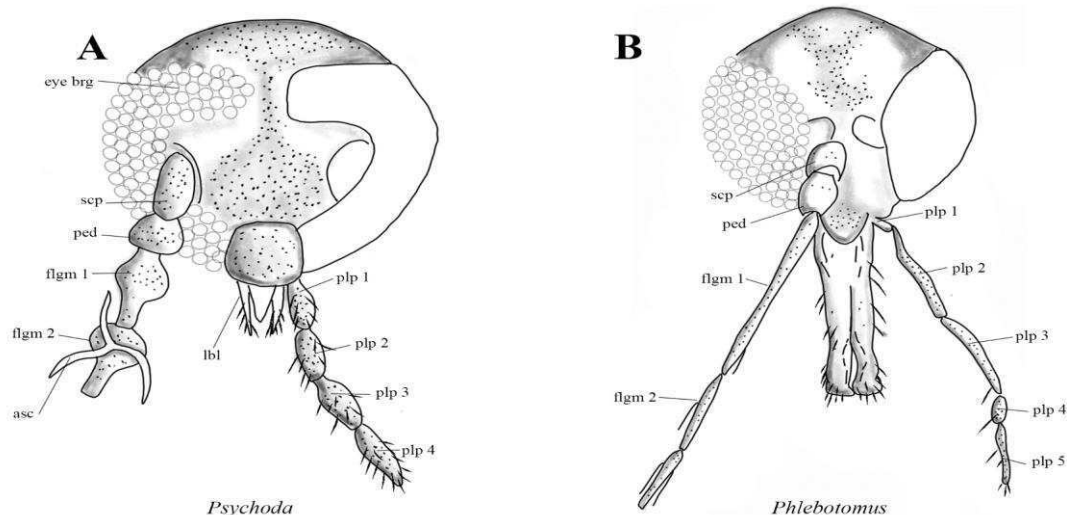 A
eye brg
scp
ped
flgm 1
flgm 2
asc
lbl
plp 1
plp 2
plp 3
plp 4
Psychoda
B
scp
ped
flgm 1
flgm 2
plp 1
plp 2
plp 3
plp 4
plp 5
Phlebotomus